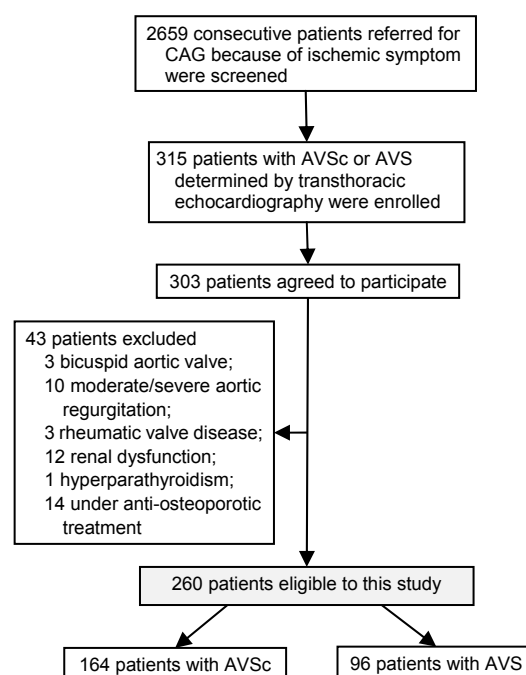 2659 consecutive patients referred for
CAG because of ischemic symptom
were screened
315 patients with AVSc or AVS
determined by transthoracic
echocardiography were enrolled
303 patients agreed to participate
43 patients excluded
3 bicuspid aortic valve;
10 moderate/severe aortic
regurgitation;
3 rheumatic valve disease;
12 renal dysfunction;
1 hyperparathyroidism;
14 under anti-osteoporotic
treatment
260 patients eligible to this study
164 patients with AVSc
96 patients with AVS